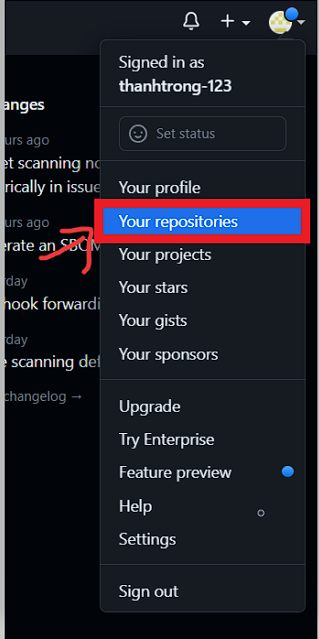 Signed in as
thanhtrong-123
anges
Set status
urs ago
et scanning no
rically in issue
Your profile
urs ago
Your repositories
erate an SBOM
Your projects
rday
Your stars
hook forwardi
Your gists
rday
e scanning def
Your sponsors
changelog →
Upgrade
Try Enterprise
Feature preview
Help
Settings
Sign out